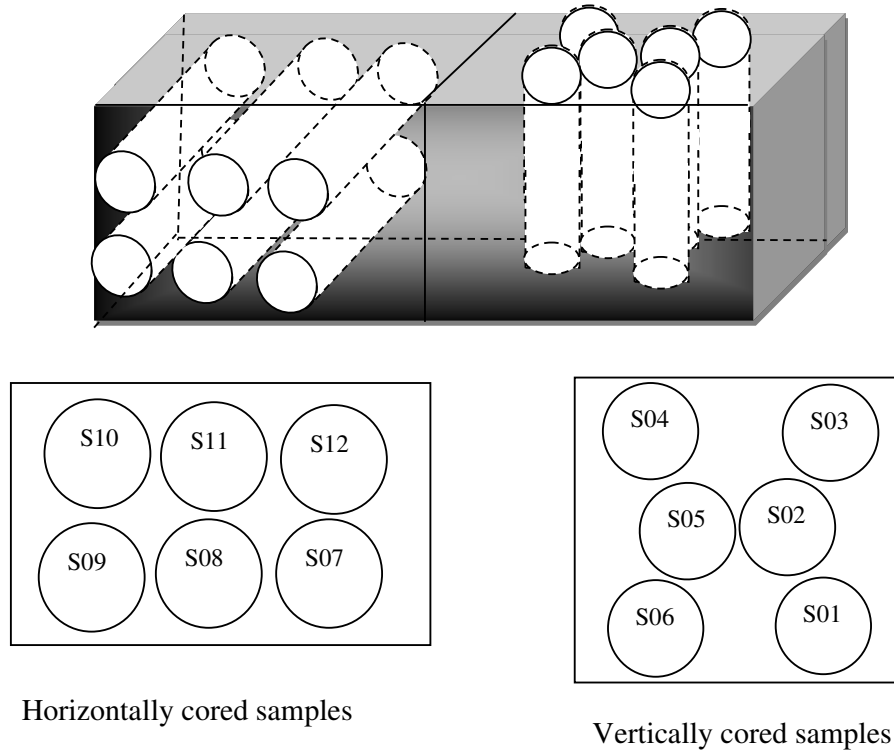 S10 S11 S12
S09 S08 S07
Horizontally cored samples
S04 S03
S05 S02
S06 S01
Vertically cored samples